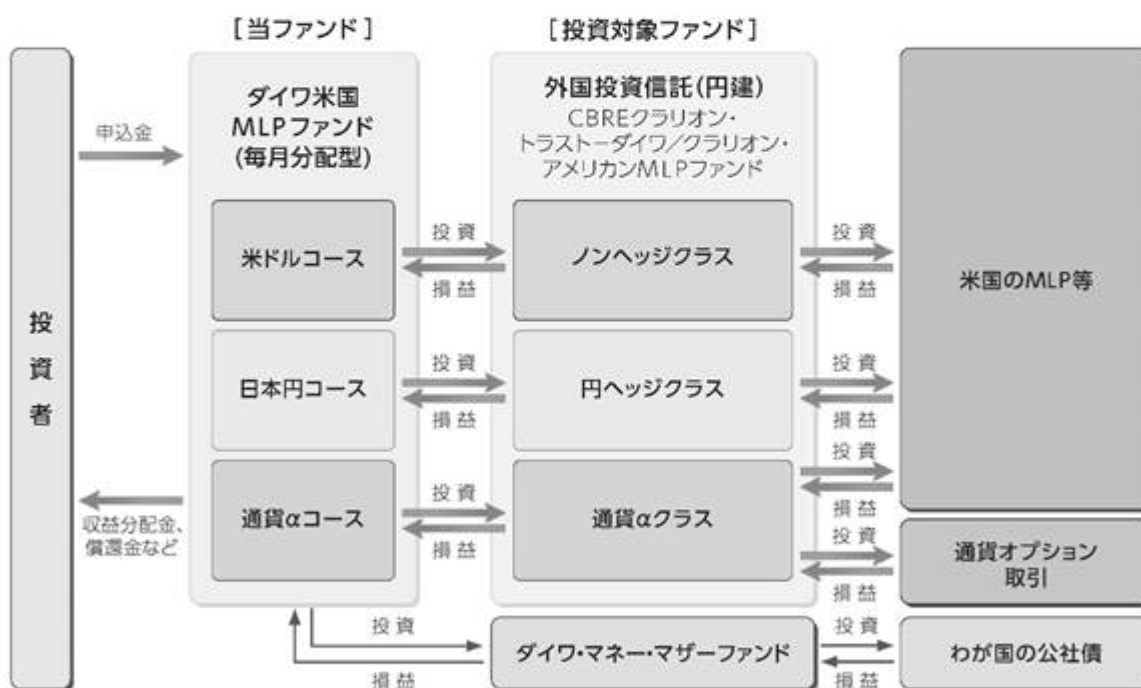 [当ファンド]
[投資対象ファンド]
投資者
申込金
収益分配金、
償還金など
ダイワ米国
MLPファンド
(毎月分配型)
外国投資信託(円建)
CBREクラリオン・
トラストーダイワ/クラリオン・
アメリカンMLPファンド
米ドルコース
投資
損益
ノンヘッジクラス
投資
損益
米国のMLP等
日本円コース
投資
損益
円ヘッジクラス
投資
損益
通貨αコース
投資
損益
通貨αクラス
投資
損益
投資
損益
通貨オプション
取引
投資
損益
ダイワ・マネー・マザーファンド
投資
損益
わが国の公社債